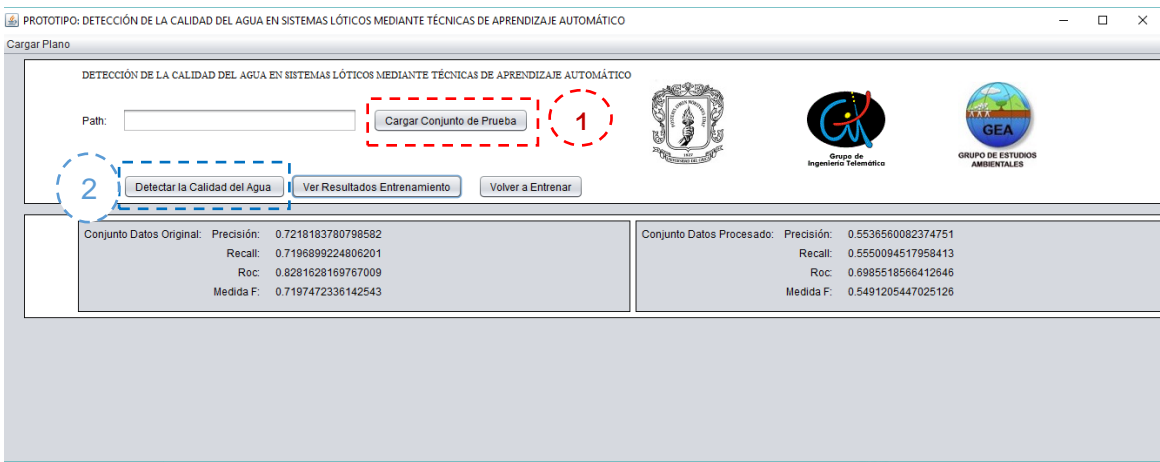 PROTOTIPO: DETECCIÓN DE LA CALIDAD DEL AGUA EN SISTEMAS LÓTICOS MEDIANTE TÉCNICAS DE APRENDIZAJE AUTOMÁTICO
Cargar Plano
DETECCIÓN DE LA CALIDAD DEL AGUA EN SISTEMAS LÓTICOS MEDIANTE TÉCNICAS DE APRENDIZAJE AUTOMÁTICO
Path: Cargar Conjunto de Prueba 1
Grupo de
Ingeniería Telemática
GEA
GRUPO DE ESTUDIOS
AMBIENTALES
2 Detectar la Calidad del Agua Ver Resultados Entrenamiento Volver a Entrenar
Conjunto Datos Original: Precisión: 0.7218183780798582
Recall: 0.7196899224806201
Roc: 0.8281628169767009
Medida F: 0.7197472336142543
Conjunto Datos Procesado: Precisión: 0.5536560082374751
Recall: 0.5550094517958413
Roc: 0.6985518566412646
Medida F: 0.5491205447025126